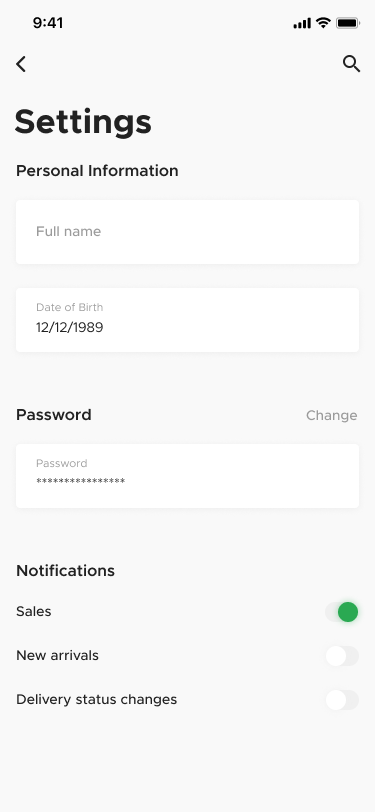 9:41
Settings
Personal Information
Full name
Date of Birth
12/12/1989
Password
Change
Password
****************
Notifications
Sales
New arrivals
Delivery status changes